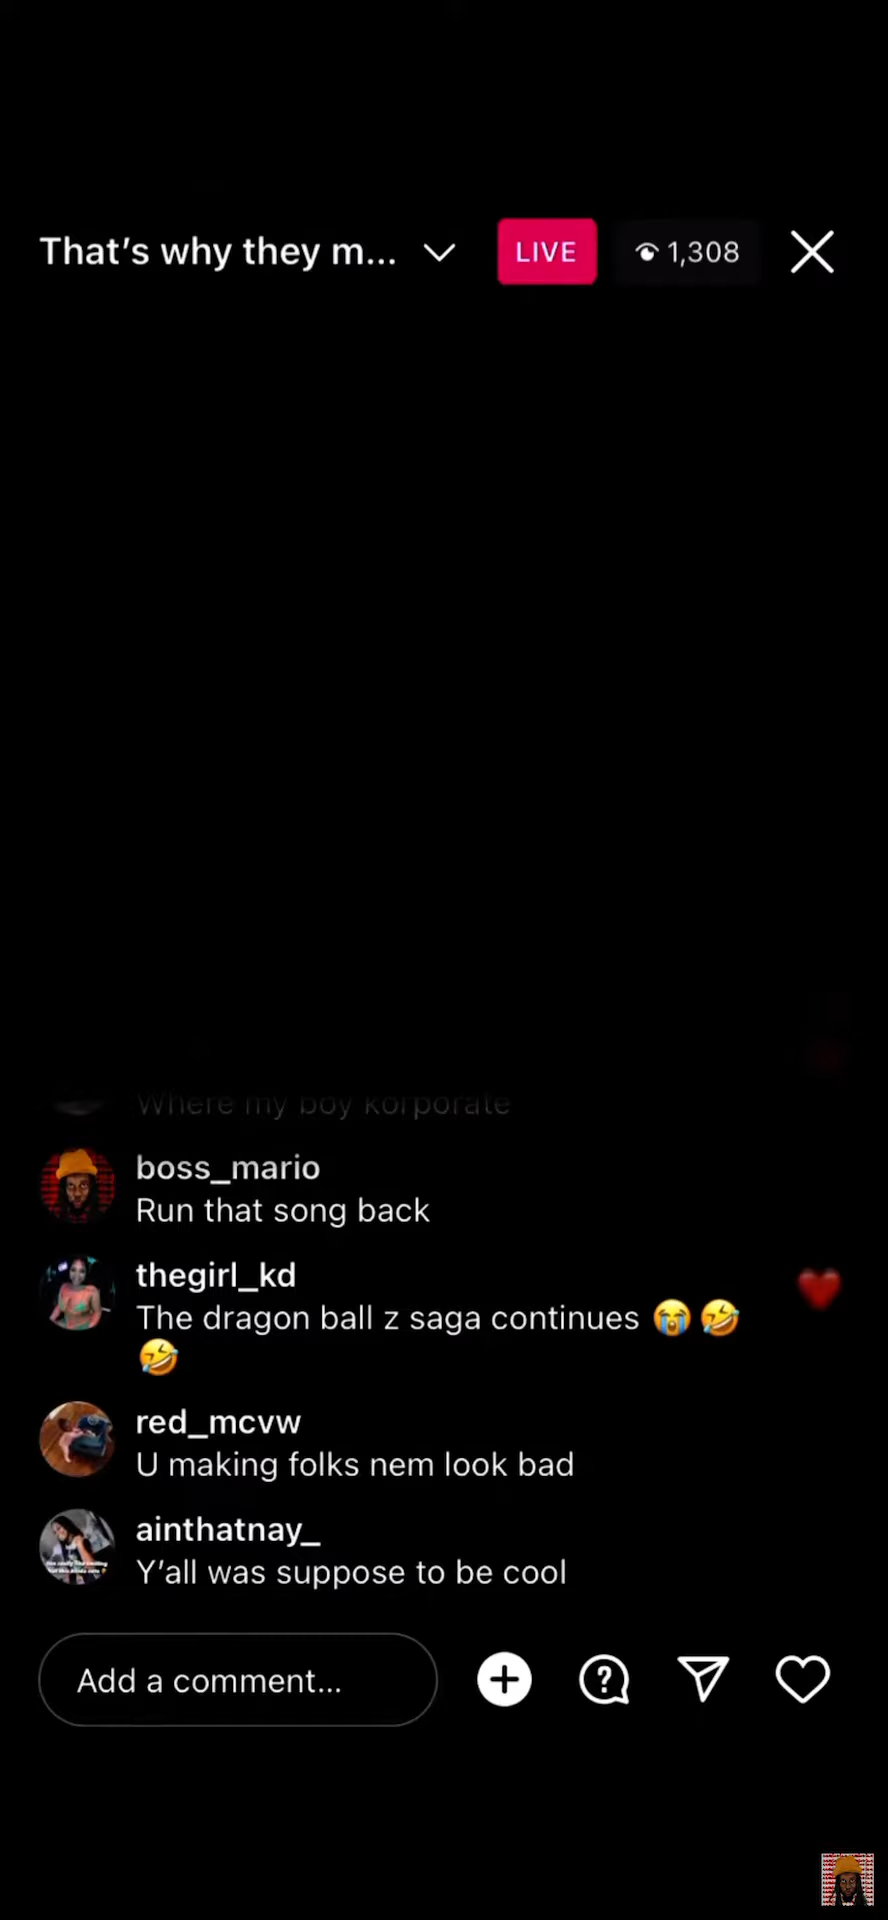 That’s why they m...
LIVE
1,308
Where my boy korporate
boss_mario
Run that song back
thegirl_kd
The dragon ball z saga continues 😭 🤣
🤣
red_mcvw
U making folks nem look bad
ainthatnay_
Y’all was suppose to be cool
Add a comment...